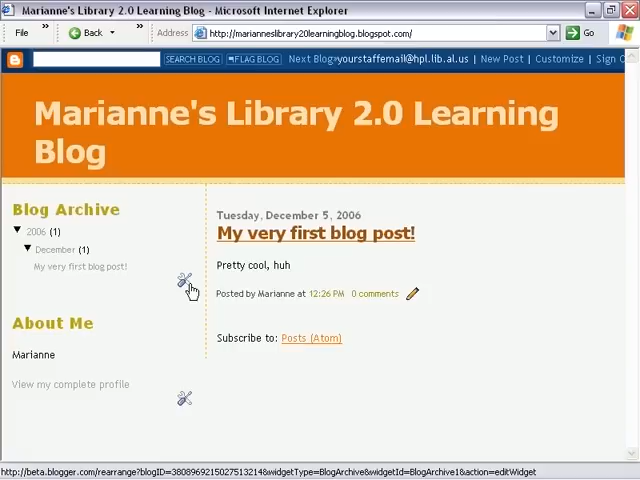 Marianne's Library 2.0 Learning Blog - Microsoft Internet Explorer
File » Back » Address http://marianneslibrary20learningblog.blogspot.com/ Go
SEARCH BLOG FLAG BLOG Next Blog» yourstaffemail@hpl.lib.al.us | New Post | Customize | Sign O
Marianne's Library 2.0 Learning
Blog
Blog Archive
▼ 2006 (1)
▼ December (1)
My very first blog post!
About Me
Marianne
View my complete profile
Tuesday, December 5, 2006
My very first blog post!
Pretty cool, huh
Posted by Marianne at 12:26 PM 0 comments
Subscribe to: Posts (Atom)
http://beta.blogger.com/rearrange?blogID=3808969215027513214&widgetType=BlogArchive&widgetId=BlogArchive1&action=editWidget